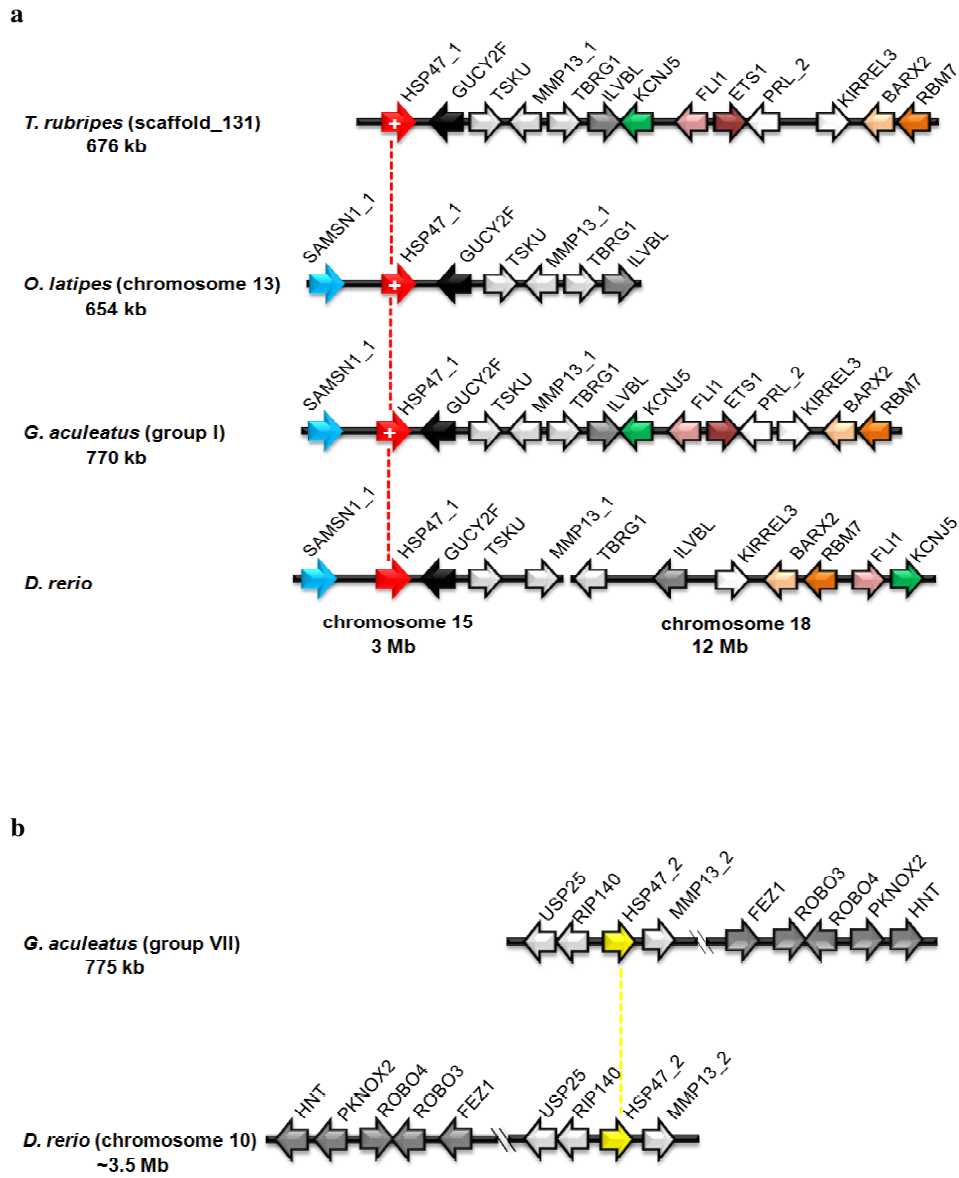 a
HSP47_1 GUCY2F TSKU MMP13_1 TBRG1 ILVBL KCNJ5 FLI1 ETS1 PRL_2 KIRREL3 BARX2 RBM7
T. rubripes (scaffold_131)
+
676 kb
SAMSN1_1 HSP47_1 GUCY2F TSKU MMP13_1 TBRG1 ILVBL
O. latipes (chromosome 13)
+
654 kb
SAMSN1_1 HSP47_1 GUCY2F TSKU MMP13_1 TBRG1 ILVBL KCNJ5 FLI1 ETS1 PRL_2 KIRREL3 BARX2 RBM7
G. aculeatus (group I)
+
770 kb
SAMSN1_1 HSP47_1 GUCY2F TSKU MMP13_1 TBRG1 ILVBL KIRREL3 BARX2 RBM7 FLI1 KCNJ5
D. rerio
chromosome 15 chromosome 18
3 Mb 12 Mb
b
USP25 RIP140 HSP47_2 MMP13_2 FEZ1 ROBO3 ROBO4 PKNOX2 HNT
G. aculeatus (group VII)
775 kb
HNT PKNOX2 ROBO4 ROBO3 FEZ1 USP25 RIP140 HSP47_2 MMP13_2
D. rerio (chromosome 10)
~3.5 Mb